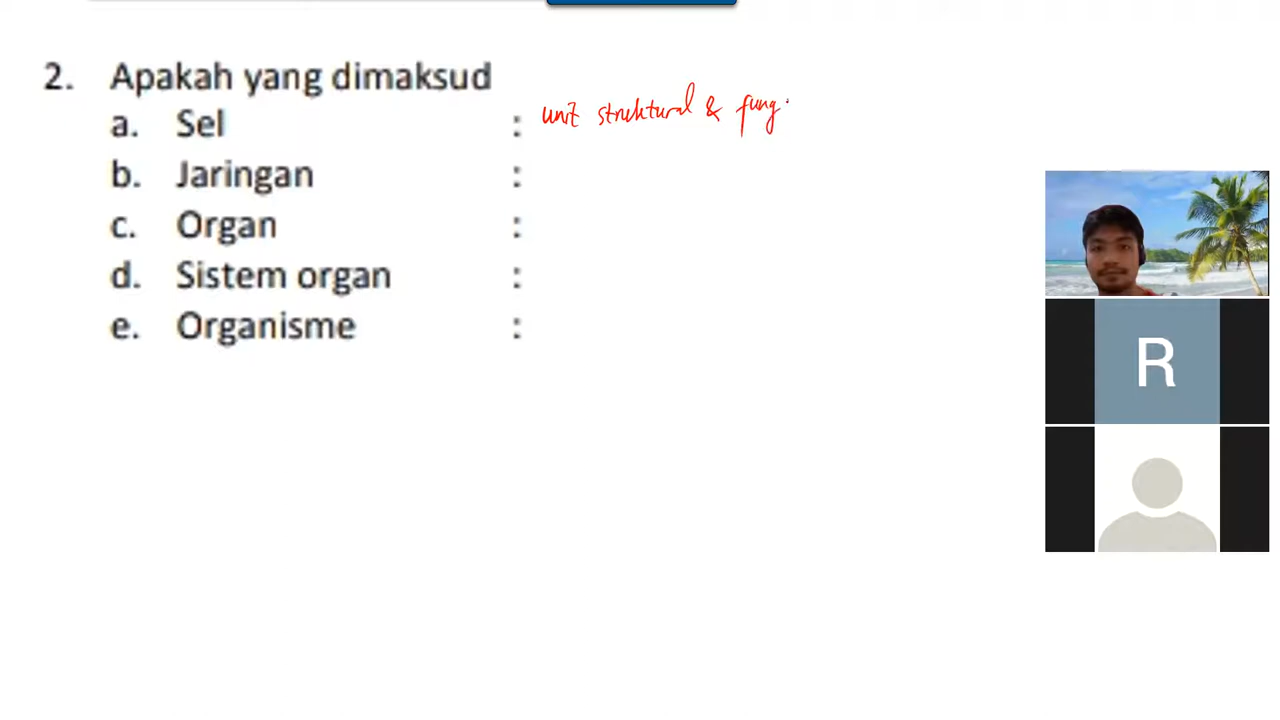 2. Apakah yang dimaksud
a. Sel : unit struktural & fung
b. Jaringan :
c. Organ :
d. Sistem organ :
e. Organisme :
R